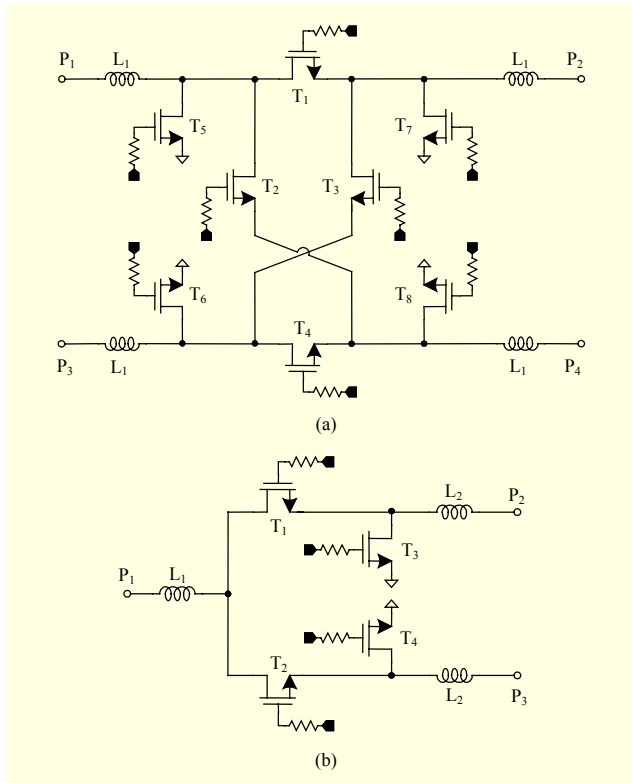 P1 L1 L1 P2
T1
T5 T7
T2 T3
T6 T8
T4
P3 L1 L1 P4
(a)
L2 P2
T1
T3
P1 L1
T4
T2
L2 P3
(b)